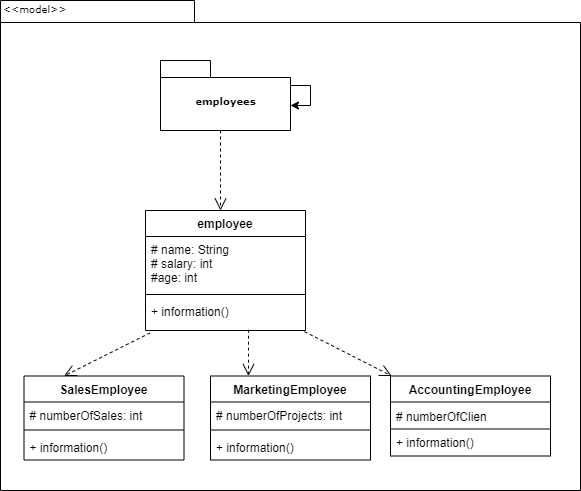 <<model>>
employees
employee
# name: String
# salary: int
#age: int
+ information()
SalesEmployee
# numberOfSales: int
+ information()
MarketingEmployee
# numberOfProjects: int
+ information()
AccountingEmployee
# numberOfClien
+ information()